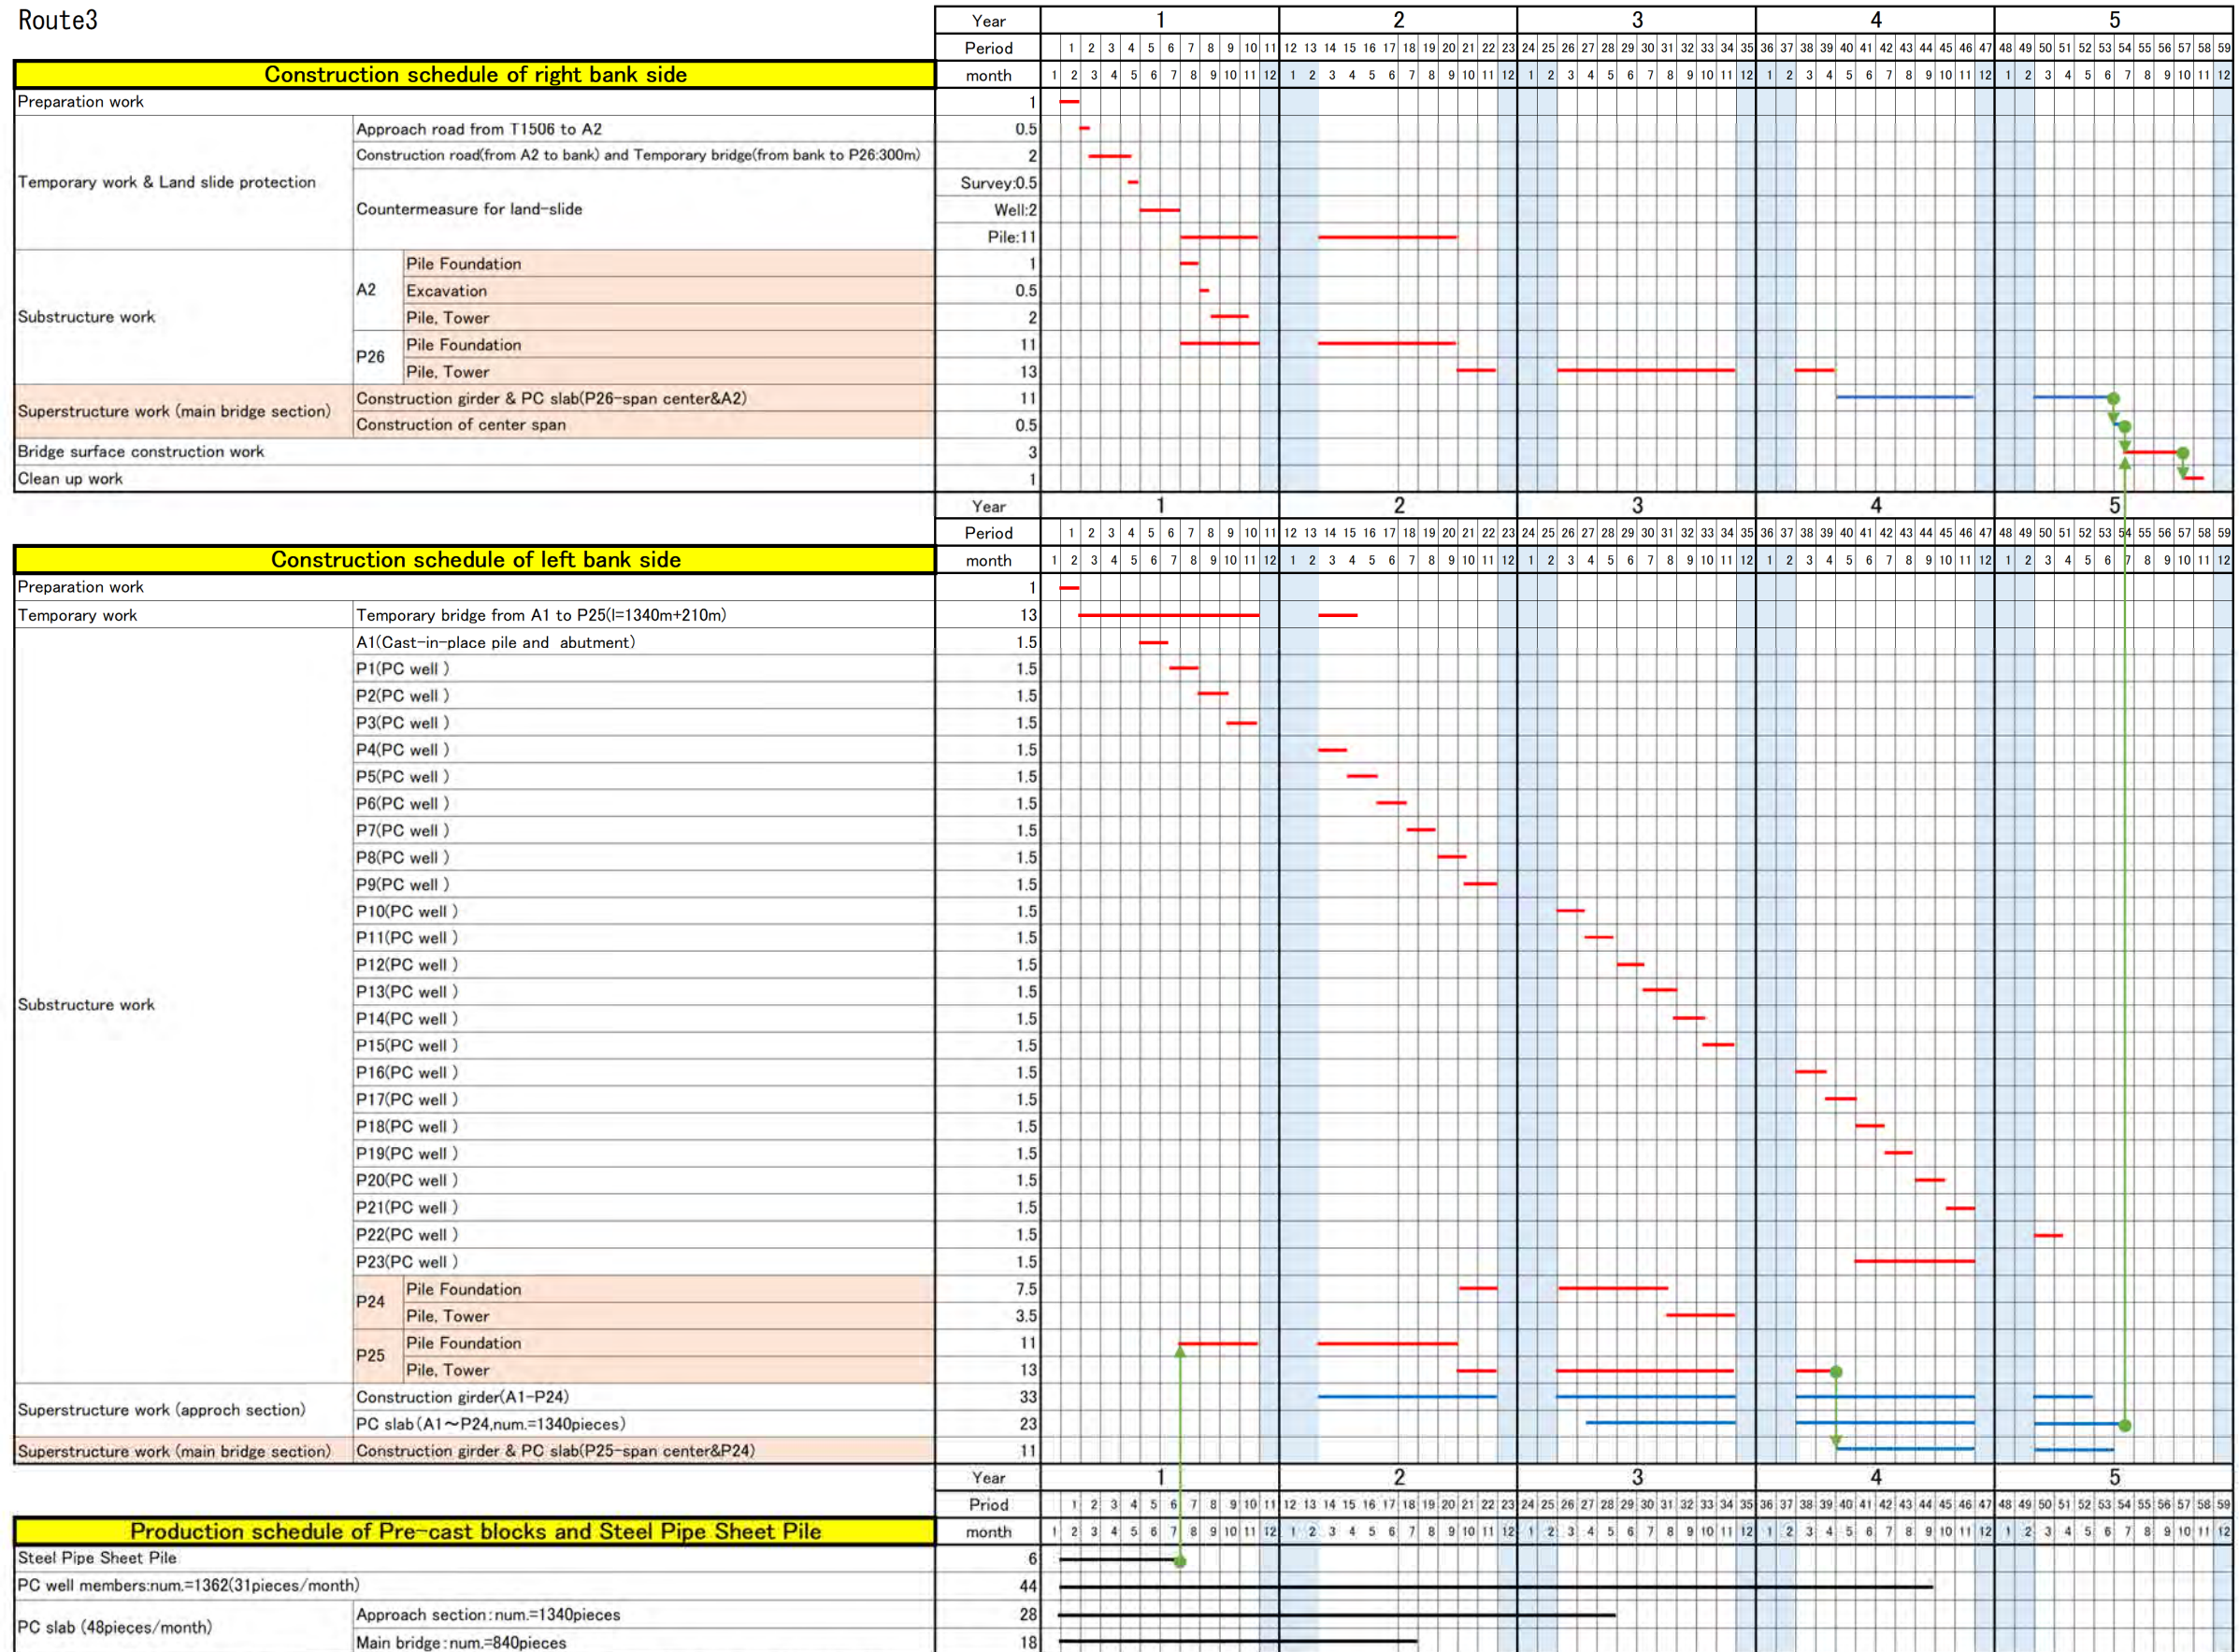 Route3
Year 1 2 3 4 5
Period 1 2 3 4 5 6 7 8 9 10 11 12 13 14 15 16 17 18 19 20 21 22 23 24 25 26 27 28 29 30 31 32 33 34 35 36 37 38 39 40 41 42 43 44 45 46 47 48 49 50 51 52 53 54 55 56 57 58 59
Construction schedule of right bank side month 1 2 3 4 5 6 7 8 9 10 11 12 1 2 3 4 5 6 7 8 9 10 11 12 1 2 3 4 5 6 7 8 9 10 11 12 1 2 3 4 5 6 7 8 9 10 11 12 1 2 3 4 5 6 7 8 9 10 11 12
Preparation work 1
Temporary work & Land slide protection
Approach road from T1506 to A2 0.5
Construction road(from A2 to bank) and Temporary bridge(from bank to P26:300m) 2
Countermeasure for land-slide
Survey:0.5
Well:2
Pile:11
Substructure work
A2
Pile Foundation 1
Excavation 0.5
Pile, Tower 2
P26
Pile Foundation 11
Pile, Tower 13
Superstructure work (main bridge section)
Construction girder & PC slab(P26-span center&A2) 11
Construction of center span 0.5
Bridge surface construction work 3
Clean up work 1
Year 1 2 3 4 5
Period 1 2 3 4 5 6 7 8 9 10 11 12 13 14 15 16 17 18 19 20 21 22 23 24 25 26 27 28 29 30 31 32 33 34 35 36 37 38 39 40 41 42 43 44 45 46 47 48 49 50 51 52 53 54 55 56 57 58 59
Construction schedule of left bank side month 1 2 3 4 5 6 7 8 9 10 11 12 1 2 3 4 5 6 7 8 9 10 11 12 1 2 3 4 5 6 7 8 9 10 11 12 1 2 3 4 5 6 7 8 9 10 11 12 1 2 3 4 5 6 7 8 9 10 11 12
Preparation work 1
Temporary work Temporary bridge from A1 to P25(l=1340m+210m) 13
Substructure work
A1(Cast-in-place pile and abutment) 1.5
P1(PC well ) 1.5
P2(PC well ) 1.5
P3(PC well ) 1.5
P4(PC well ) 1.5
P5(PC well ) 1.5
P6(PC well ) 1.5
P7(PC well ) 1.5
P8(PC well ) 1.5
P9(PC well ) 1.5
P10(PC well ) 1.5
P11(PC well ) 1.5
P12(PC well ) 1.5
P13(PC well ) 1.5
P14(PC well ) 1.5
P15(PC well ) 1.5
P16(PC well ) 1.5
P17(PC well ) 1.5
P18(PC well ) 1.5
P19(PC well ) 1.5
P20(PC well ) 1.5
P21(PC well ) 1.5
P22(PC well ) 1.5
P23(PC well ) 1.5
P24
Pile Foundation 7.5
Pile, Tower 3.5
P25
Pile Foundation 11
Pile, Tower 13
Superstructure work (approch section)
Construction girder(A1-P24) 33
PC slab(A1～P24,num.=1340pieces) 23
Superstructure work (main bridge section) Construction girder & PC slab(P25-span center&P24) 11
Year 1 2 3 4 5
Priod 1 2 3 4 5 6 7 8 9 10 11 12 13 14 15 16 17 18 19 20 21 22 23 24 25 26 27 28 29 30 31 32 33 34 35 36 37 38 39 40 41 42 43 44 45 46 47 48 49 50 51 52 53 54 55 56 57 58 59
Production schedule of Pre-cast blocks and Steel Pipe Sheet Pile month 1 2 3 4 5 6 7 8 9 10 11 12 1 2 3 4 5 6 7 8 9 10 11 12 1 2 3 4 5 6 7 8 9 10 11 12 1 2 3 4 5 6 7 8 9 10 11 12 1 2 3 4 5 6 7 8 9 10 11 12
Steel Pipe Sheet Pile 6
PC well members:num.=1362(31pieces/month) 44
PC slab (48pieces/month)
Approach section:num.=1340pieces 28
Main bridge:num.=840pieces 18